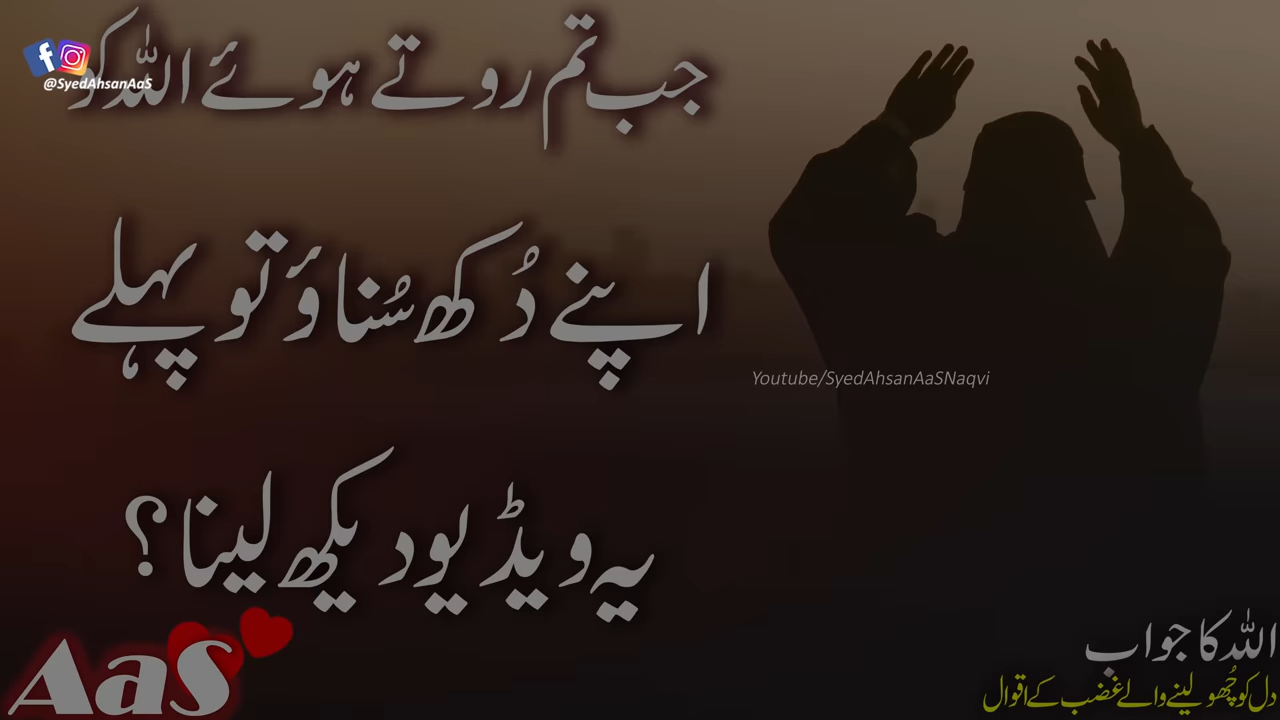 @SyedAhsanAaS
جب تم روتے ہوئے اللہ کو
اپنے دُکھ سُناؤ تو پہلے
یہ ویڈیو دیکھ لینا؟
Youtube/SyedAhsanAaSNaqvi
AaS
اللہ کا جواب
دل کو چُھو لینے والے غضب کے اقوال